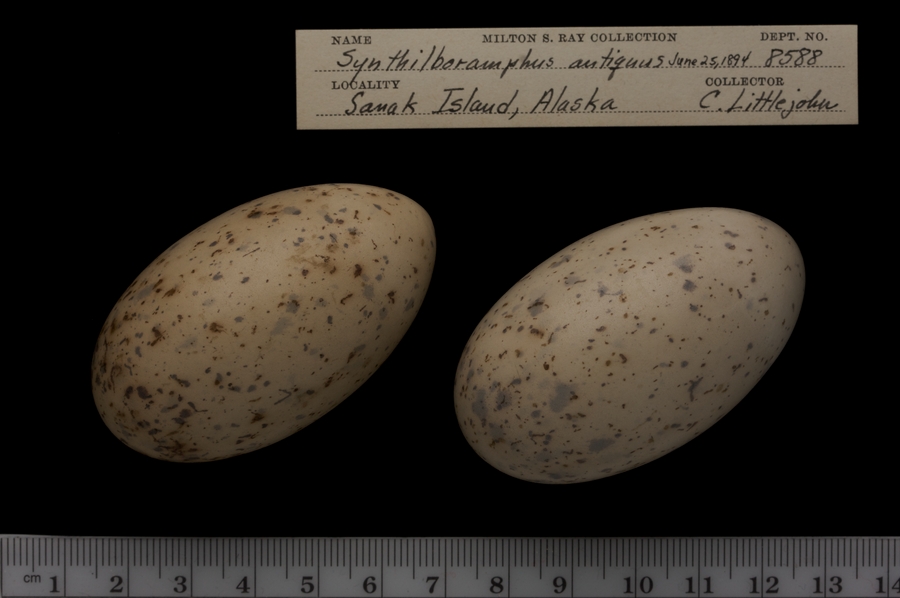 NAME MILTON S. RAY COLLECTION DEPT. NO.
Synthilboramphus antiquus June 25, 1894 8588
LOCALITY COLLECTOR
Sanak Island, Alaska C. Littlejohn
cm 1 2 3 4 5 6 7 8 9 10 11 12 13 14